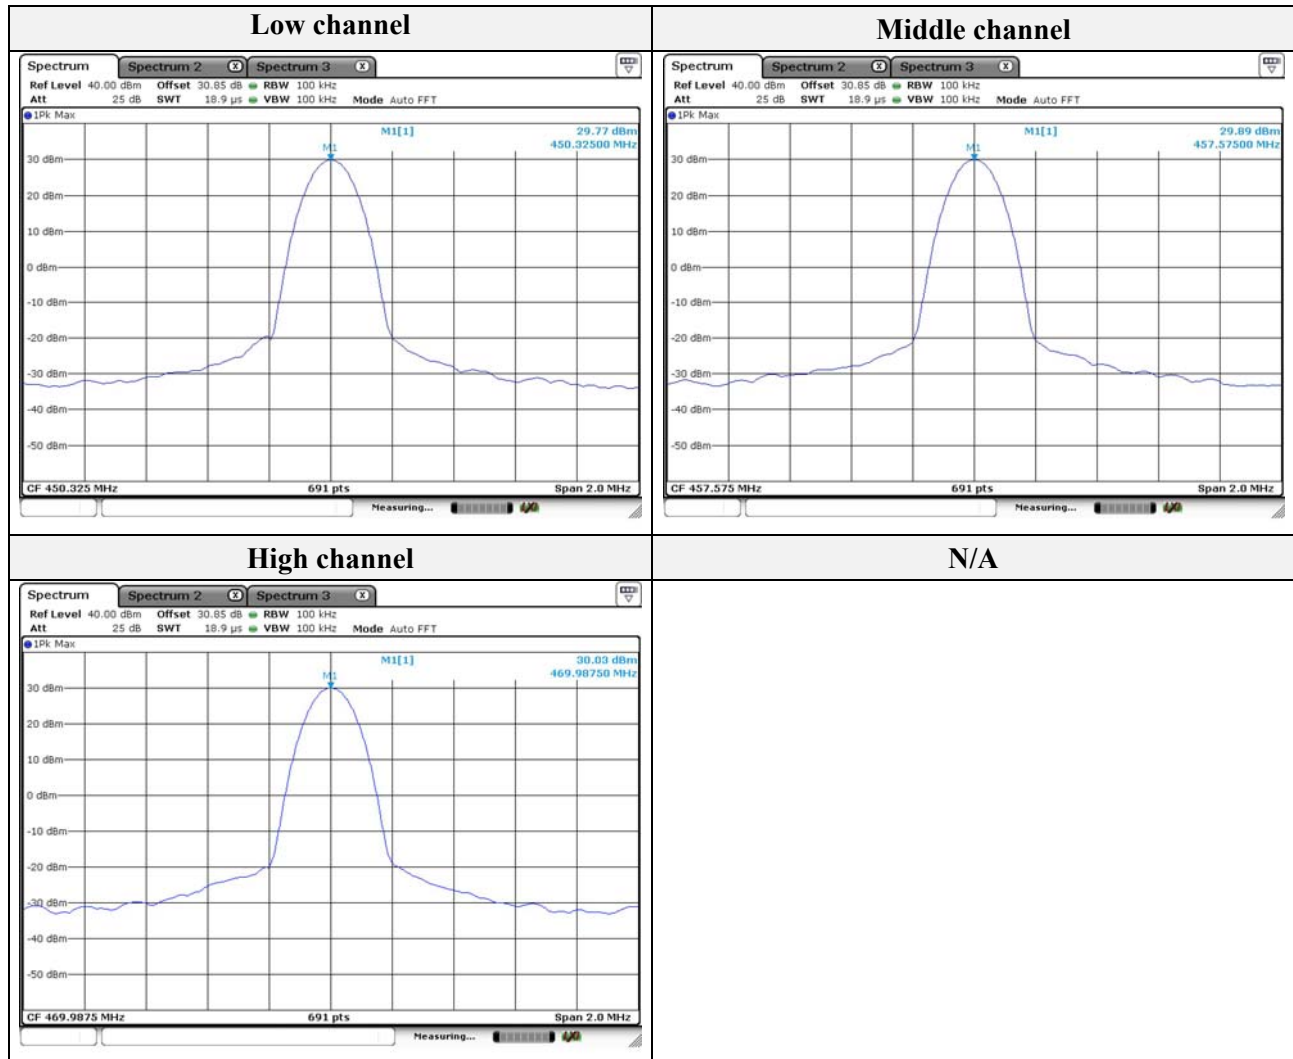 Low channel
Middle channel
Spectrum Spectrum 2 X Spectrum 3 X
Ref Level 40.00 dBm Offset 30.85 dB RBW 100 kHz
Att 25 dB SWT 18.9 µs VBW 100 kHz Mode Auto FFT
1Pk Max
M1[1] 29.77 dBm
450.32500 MHz
M1
30 dBm
20 dBm
10 dBm
0 dBm
-10 dBm
-20 dBm
-30 dBm
-40 dBm
-50 dBm
CF 450.325 MHz 691 pts Span 2.0 MHz
Measuring...
Spectrum Spectrum 2 X Spectrum 3 X
Ref Level 40.00 dBm Offset 30.85 dB RBW 100 kHz
Att 25 dB SWT 18.9 µs VBW 100 kHz Mode Auto FFT
1Pk Max
M1[1] 29.89 dBm
457.57500 MHz
M1
30 dBm
20 dBm
10 dBm
0 dBm
-10 dBm
-20 dBm
-30 dBm
-40 dBm
-50 dBm
CF 457.575 MHz 691 pts Span 2.0 MHz
Measuring...
High channel
N/A
Spectrum Spectrum 2 X Spectrum 3 X
Ref Level 40.00 dBm Offset 30.85 dB RBW 100 kHz
Att 25 dB SWT 18.9 µs VBW 100 kHz Mode Auto FFT
1Pk Max
M1[1] 30.03 dBm
469.98750 MHz
M1
30 dBm
20 dBm
10 dBm
0 dBm
-10 dBm
-20 dBm
-30 dBm
-40 dBm
-50 dBm
CF 469.9875 MHz 691 pts Span 2.0 MHz
Measuring...